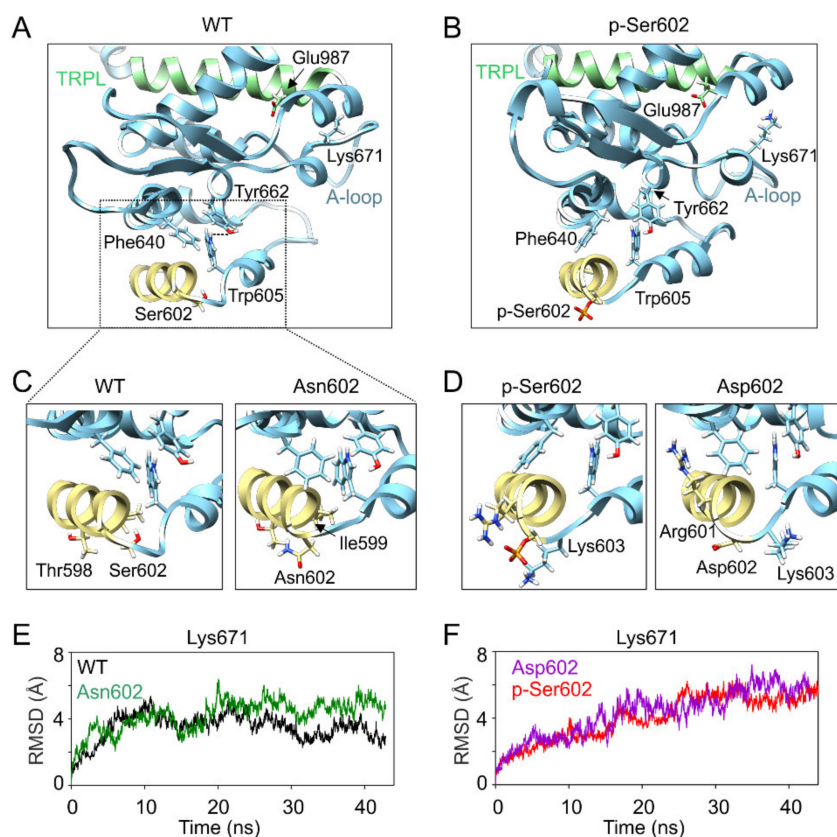 A
WT
B
p-Ser602
TRPL
Glu987
Lys671
A-loop
Tyr662
Phe640
Trp605
Ser602
TRPL
Glu987
Lys671
A-loop
Tyr662
Phe640
Trp605
p-Ser602
C
WT
Asn602
D
p-Ser602
Asp602
Thr598
Ser602
Ile599
Asn602
Lys603
Arg601
Asp602
Lys603
E
Lys671
WT
Asn602
RMSD (Å)
8
4
0
0
10
20
30
40
Time (ns)
F
Lys671
Asp602
p-Ser602
RMSD (Å)
8
4
0
0
10
20
30
40
Time (ns)